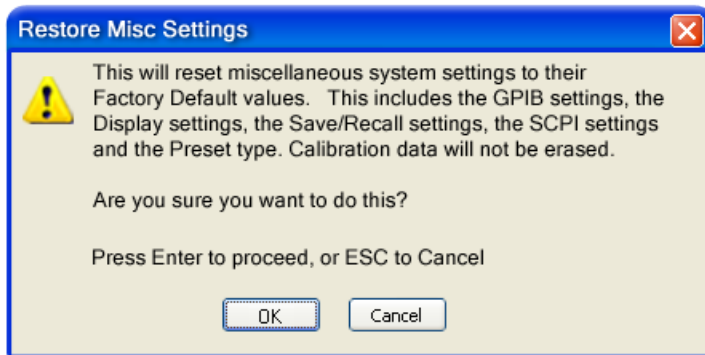 Restore Misc Settings
This will reset miscellaneous system settings to their
Factory Default values.   This includes the GPIB settings, the
Display settings, the Save/Recall settings, the SCPI settings
and the Preset type. Calibration data will not be erased.
Are you sure you want to do this?
Press Enter to proceed, or ESC to Cancel
OK
Cancel